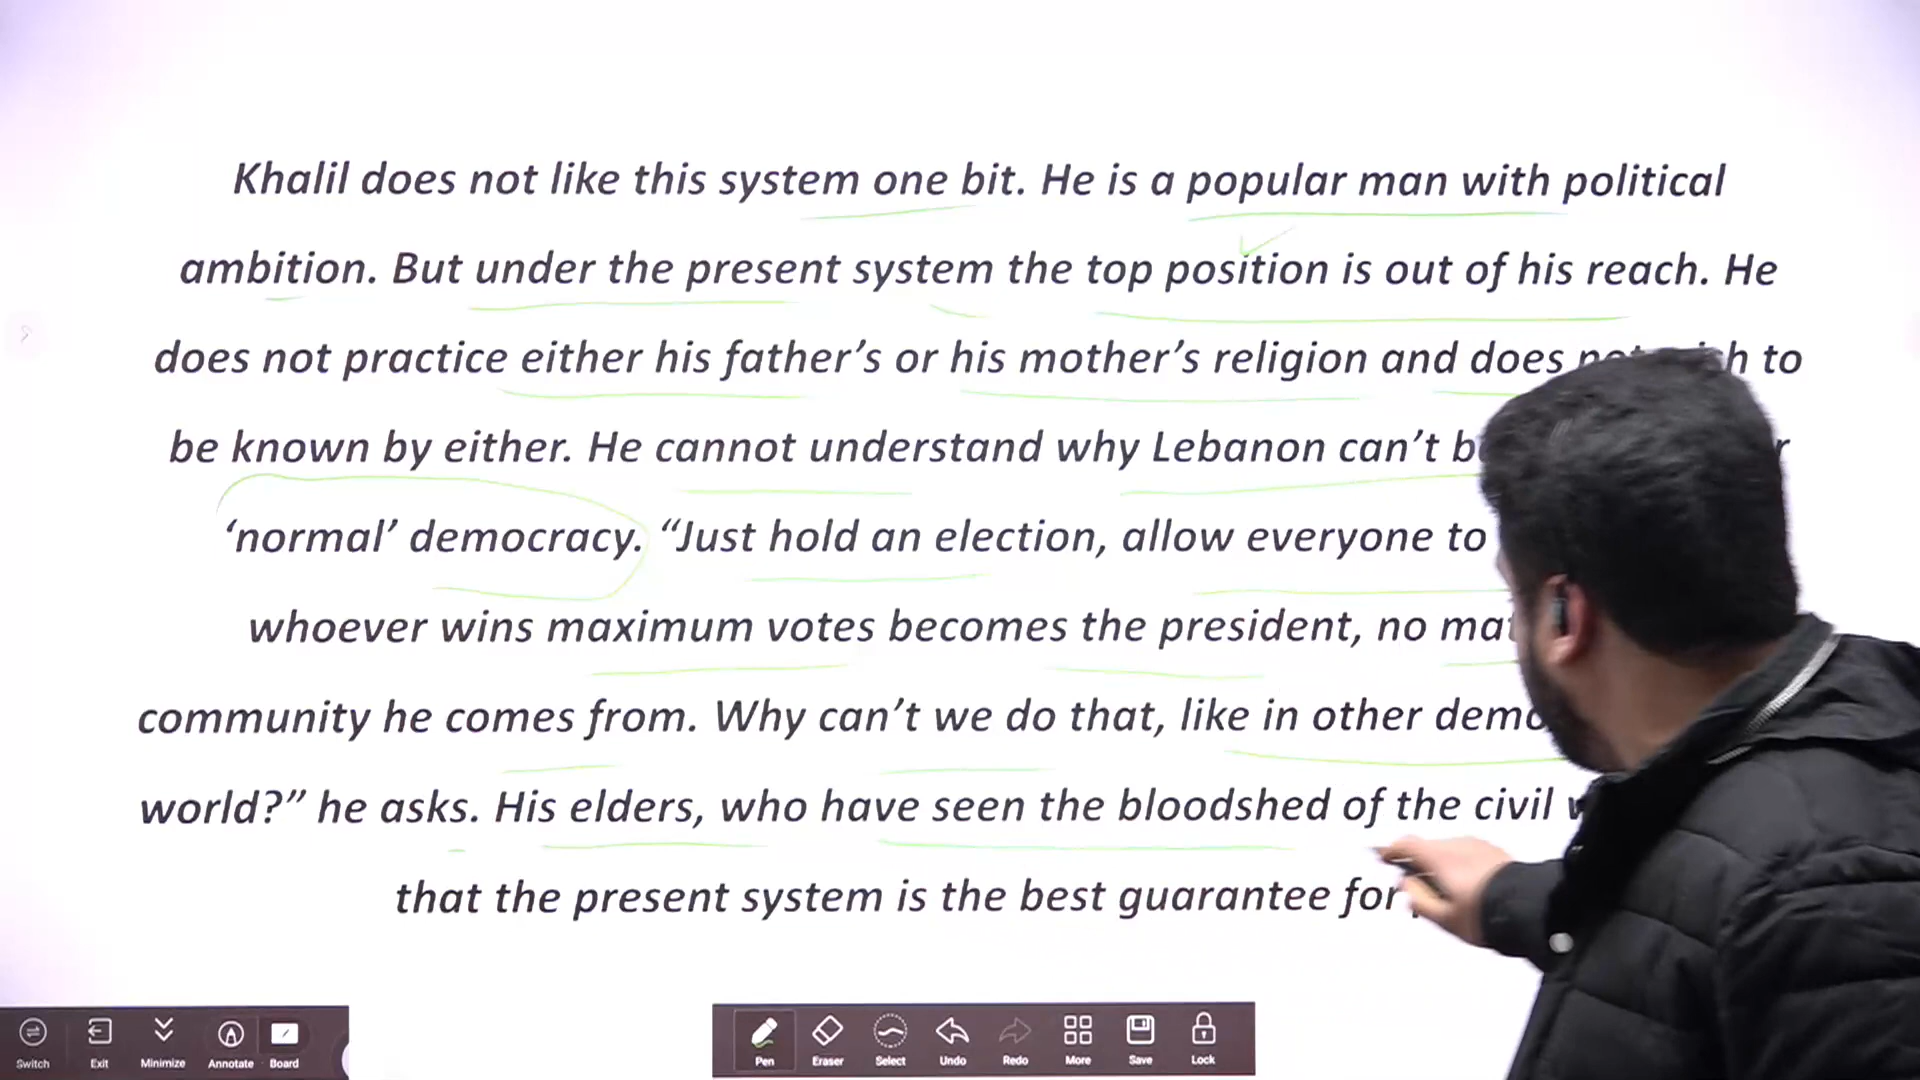 Khalil does not like this system one bit. He is a popular man with political
ambition. But under the present system the top position is out of his reach. He
does not practice either his father’s or his mother’s religion and does to
be known by either. He cannot understand why Lebanon can’t
‘normal’ democracy. “Just hold an election, allow everyone to
whoever wins maximum votes becomes the president, no
community he comes from. Why can’t we do that, like in other
world?” he asks. His elders, who have seen the bloodshed of the civil
that the present system is the best guarantee for
Switch Exit Minimize Annotate Board Pen Eraser Select Undo Redo More Save Lock